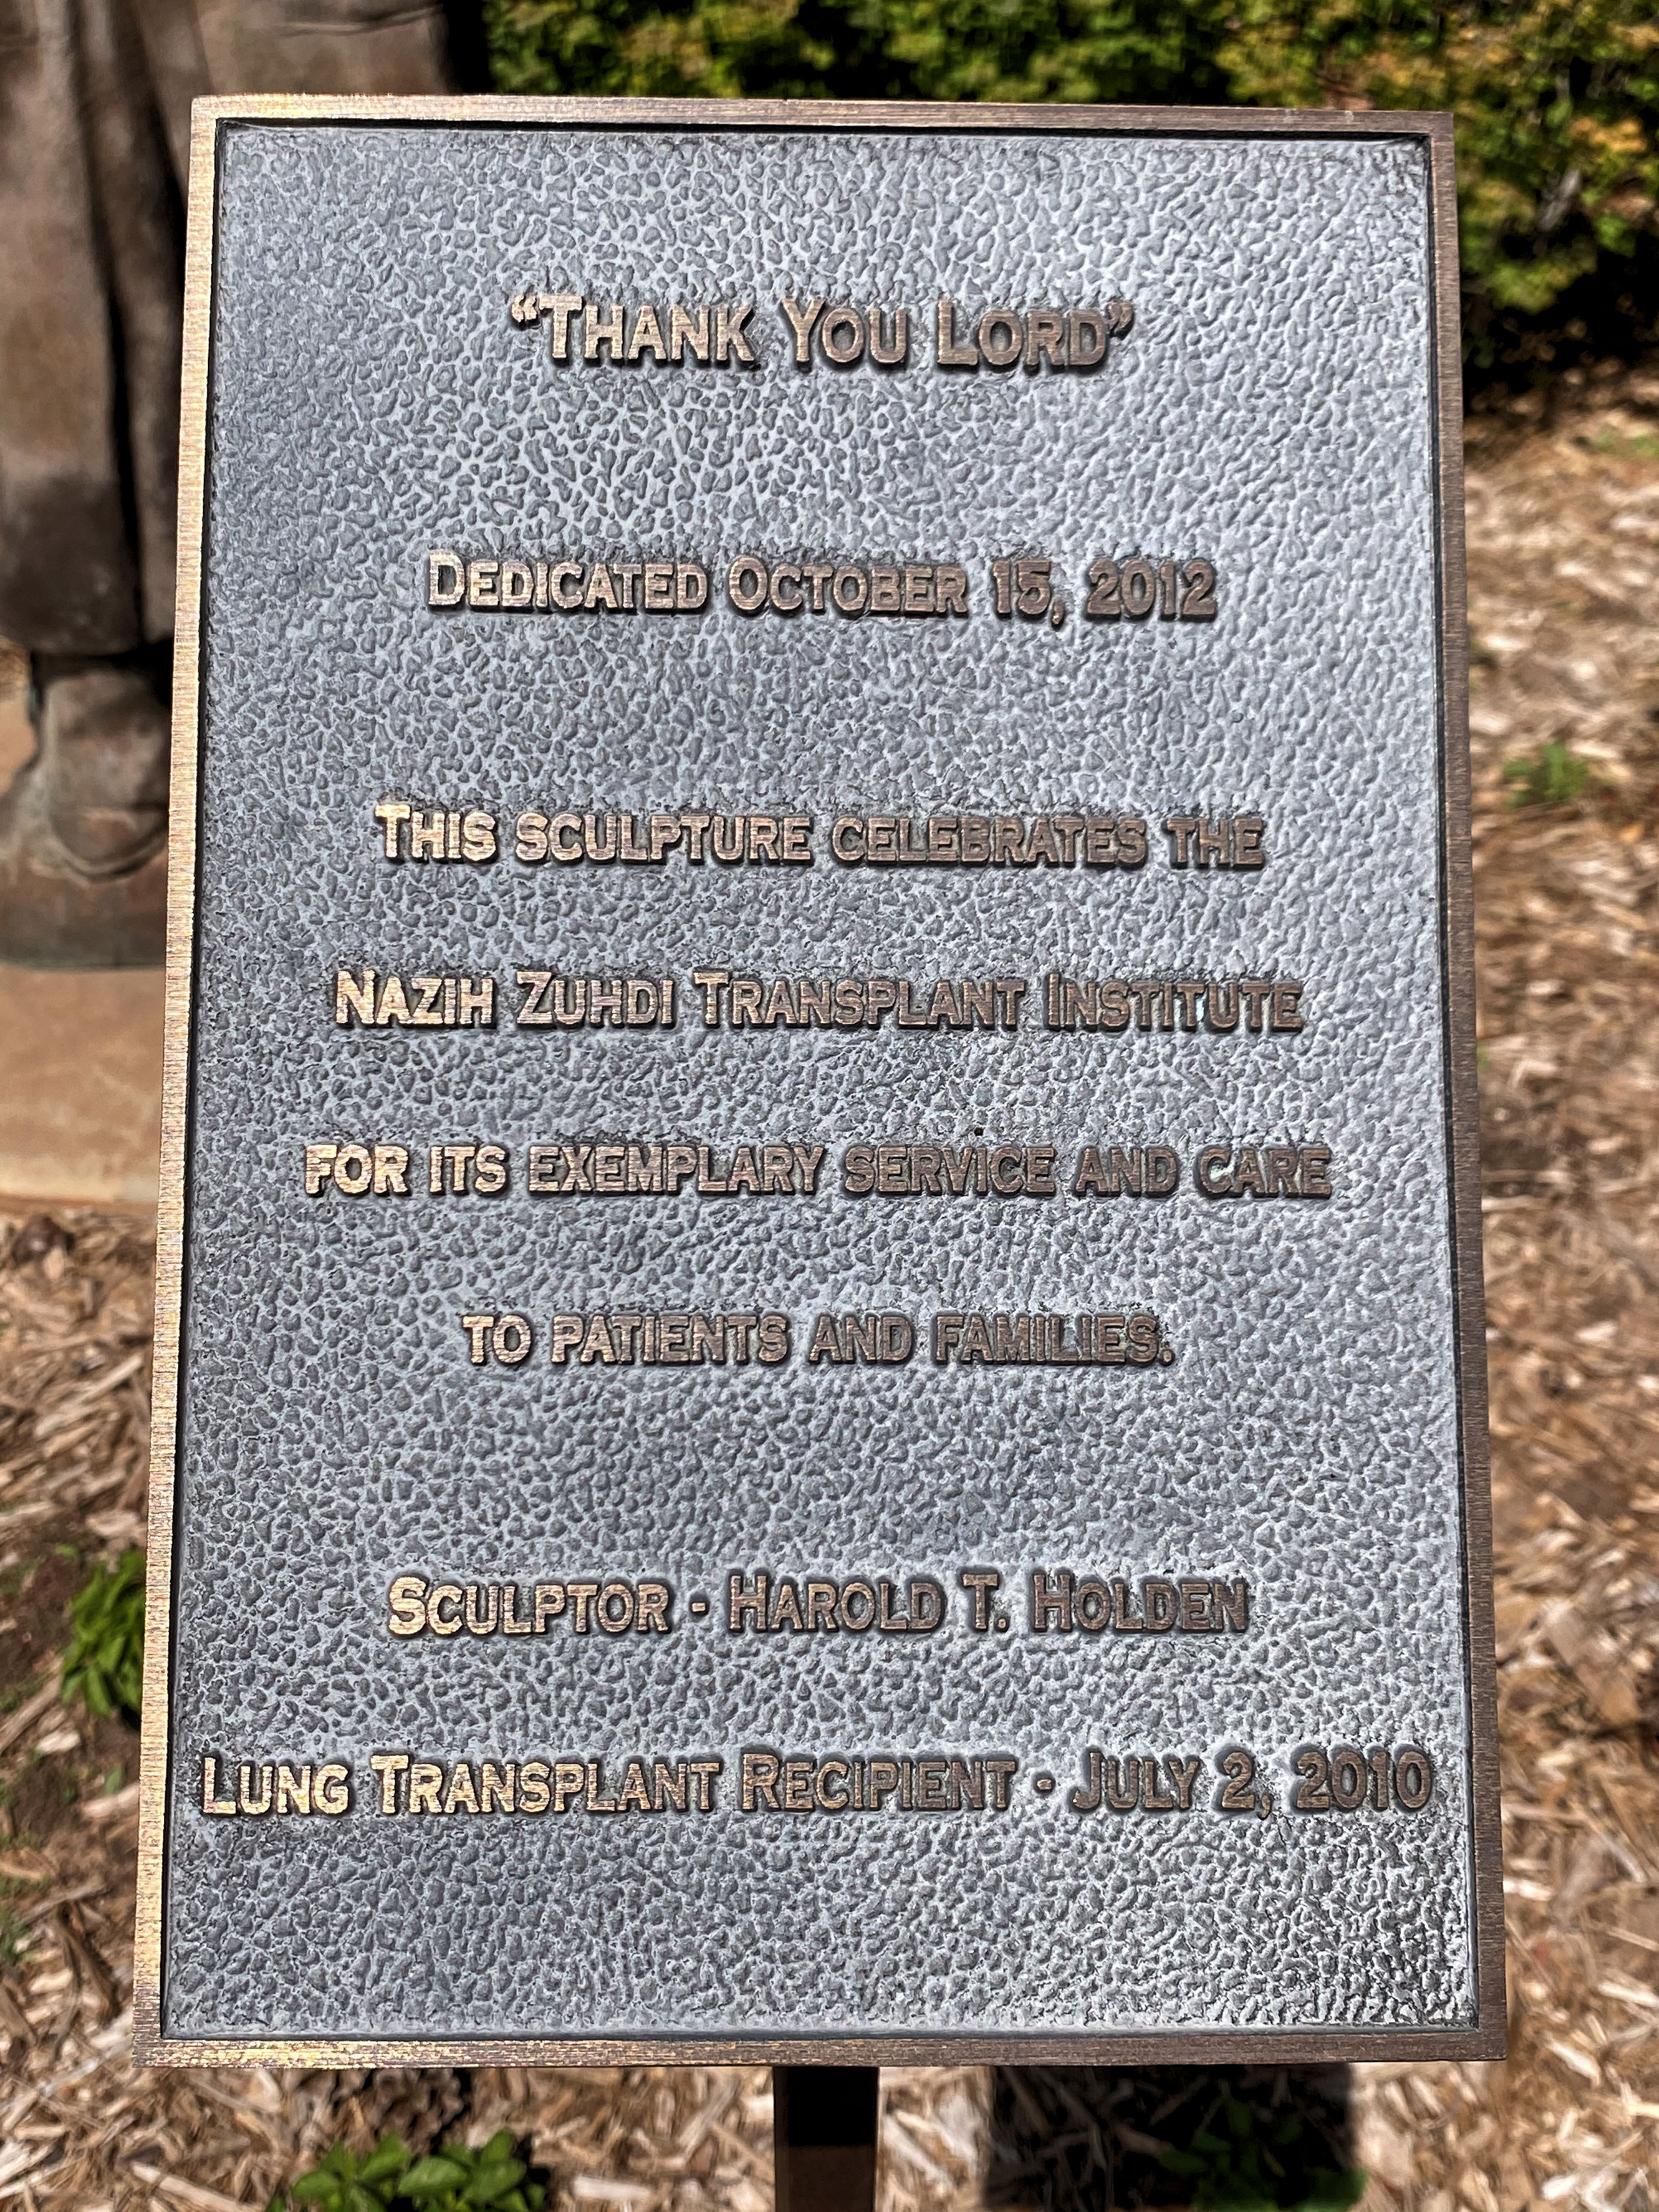 “Thank You Lord”
Dedicated October 15, 2012
This sculpture celebrates the
Nazih Zuhdi Transplant Institute
for its exemplary service and care
to patients and families.
Sculptor - Harold T. Holden
Lung Transplant Recipient - July 2, 2010